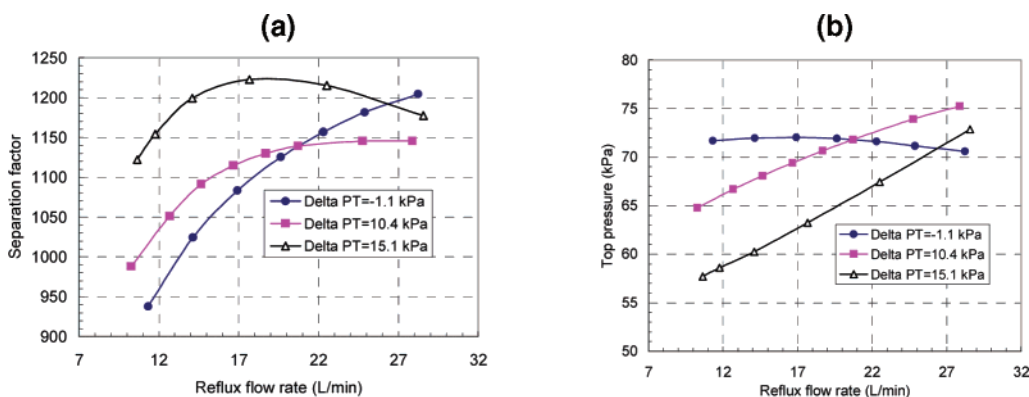 (a)
1250
1200
1150
1100
1050
1000
950
900
Separation factor
Delta PT=-1.1 kPa
Delta PT=10.4 kPa
Delta PT=15.1 kPa
7 12 17 22 27 32
Reflux flow rate (L/min)
(b)
80
75
70
65
60
55
50
Top pressure (kPa)
Delta PT=-1.1 kPa
Delta PT=10.4 kPa
Delta PT=15.1 kPa
7 12 17 22 27 32
Reflux flow rate (L/min)